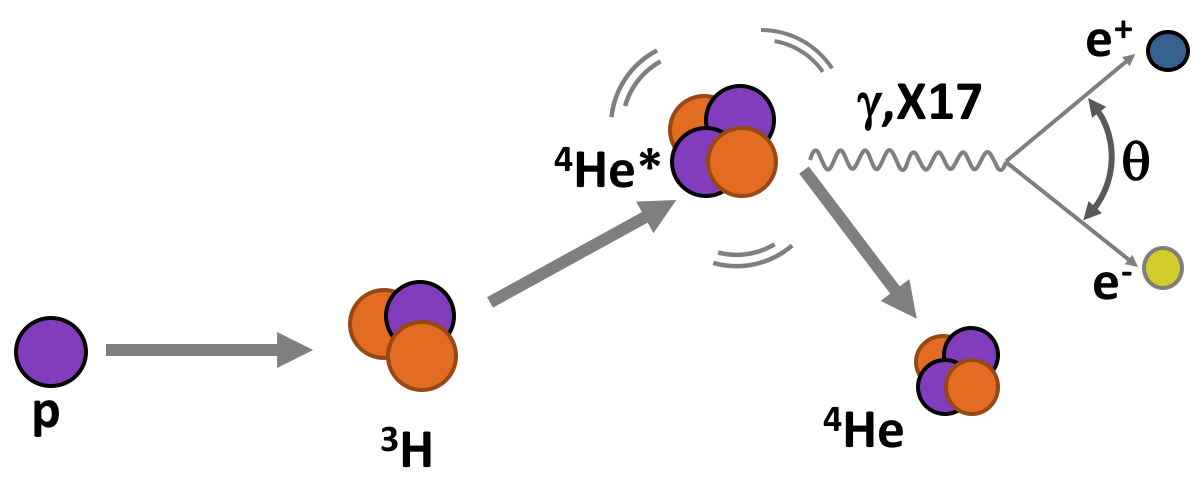 p
³H
⁴He*
γ,X17
e⁺
θ
e⁻
⁴He